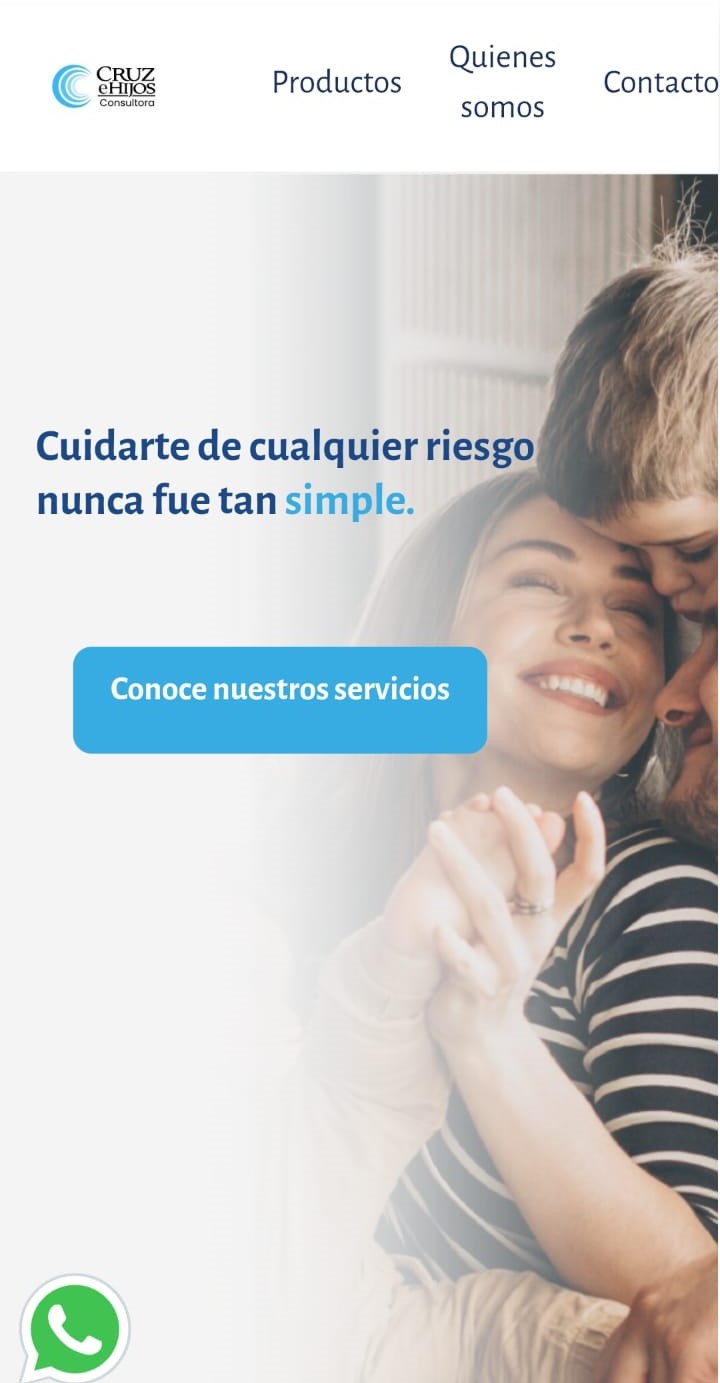 CRUZ
eHIJOS
Consultora
Productos
Quienes
somos
Contacto
Cuidarte de cualquier riesgo
nunca fue tan simple.
Conoce nuestros servicios